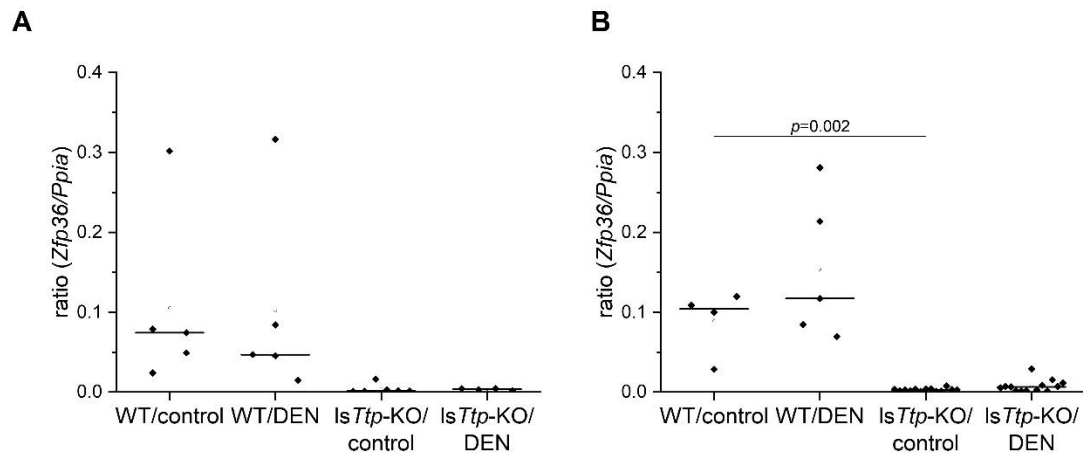 A
ratio (Zfp36/Ppia)
0.4
0.3
0.2
0.1
0.0
WT/control
WT/DEN
lsTtp-KO/
control
lsTtp-KO/
DEN
B
ratio (Zfp36/Ppia)
0.4
0.3
0.2
0.1
0.0
p=0.002
WT/control
WT/DEN
lsTtp-KO/
control
lsTtp-KO/
DEN